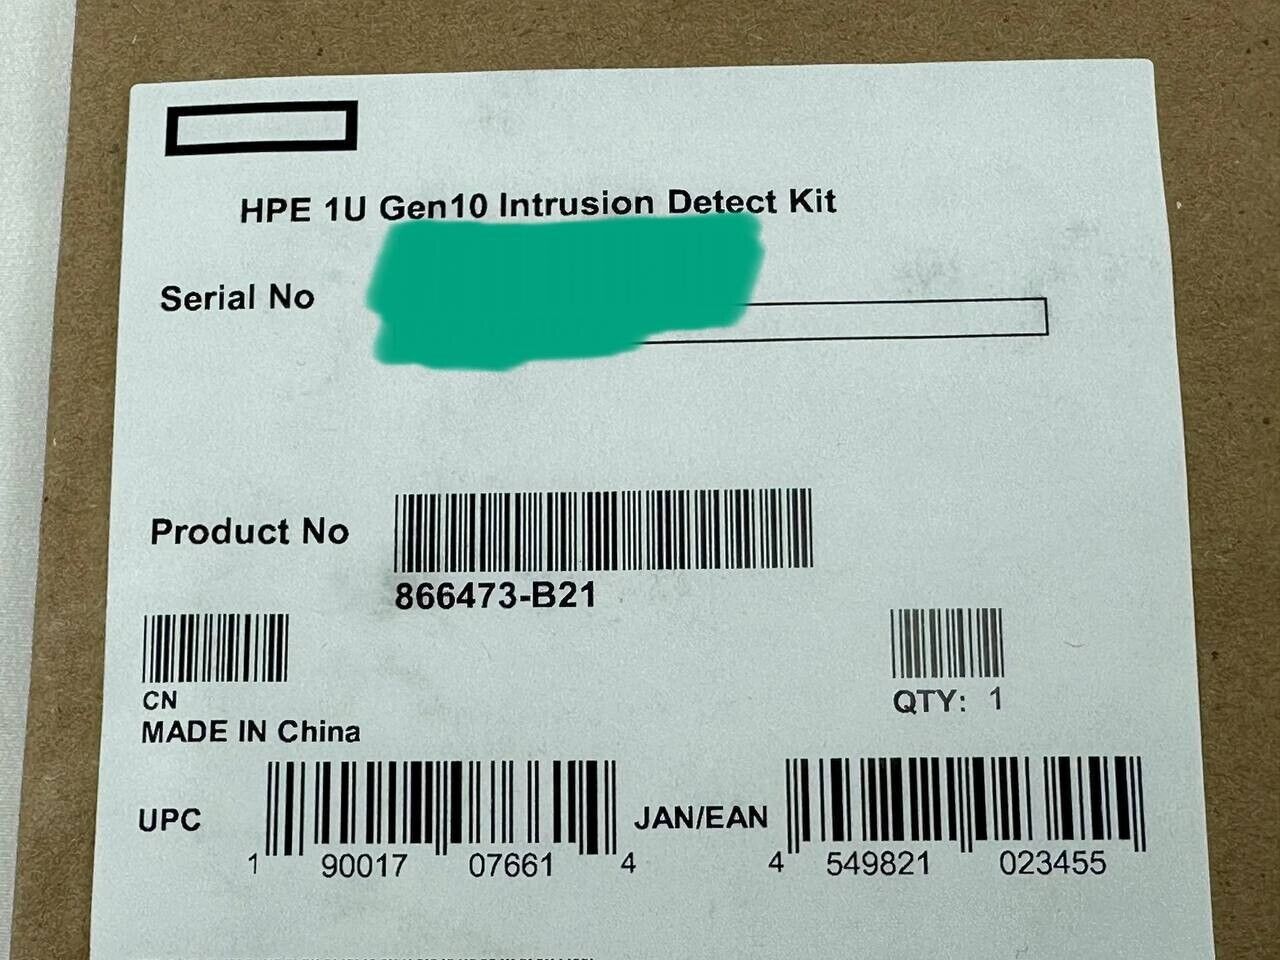 HPE 1U Gen10 Intrusion Detect Kit
Serial No
Product No
866473-B21
CN
QTY: 1
MADE IN China
UPC
1 90017 07661 4
JAN/EAN
4 549821 023455